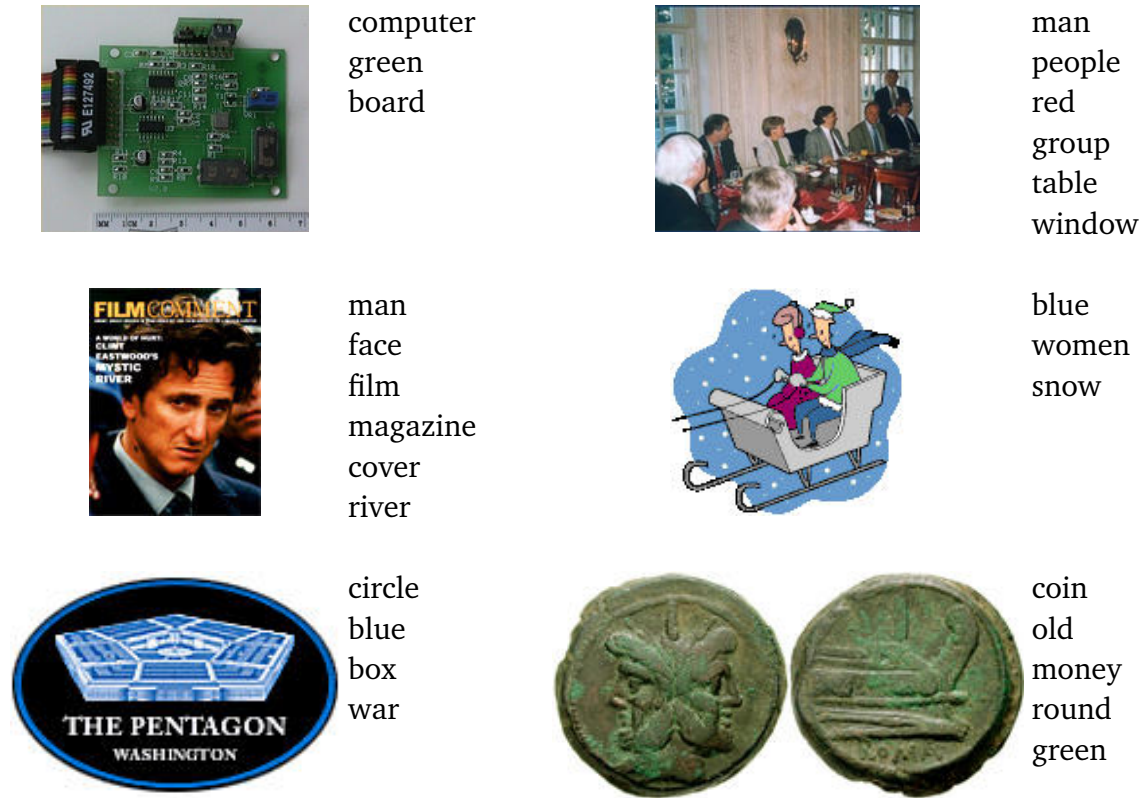 computer
green
board
E127492
man
people
red
group
table
window
FILMCOMMENT
A WORLD OF HURT:
CLINT
EASTWOOD'S
MYSTIC
RIVER
man
face
film
magazine
cover
river
blue
women
snow
THE PENTAGON
WASHINGTON
circle
blue
box
war
coin
old
money
round
green